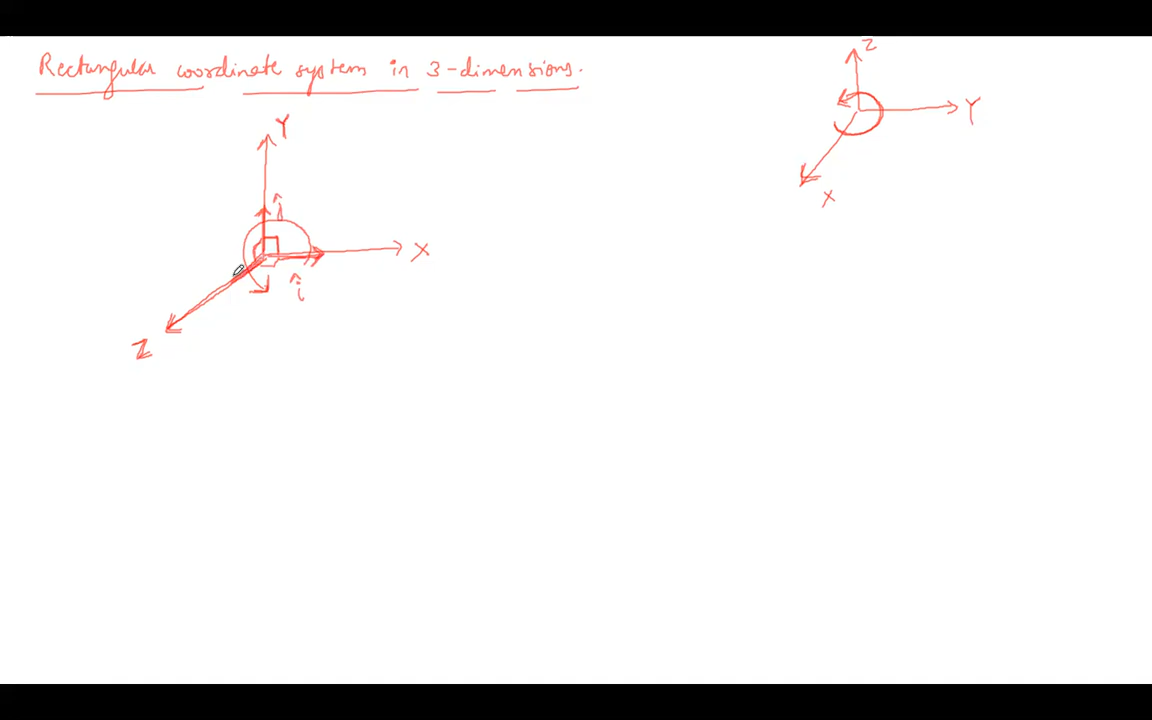 Rectangular coordinate system in 3-dimensions.
Z
Y
X
Y
ĵ
X
î
Z